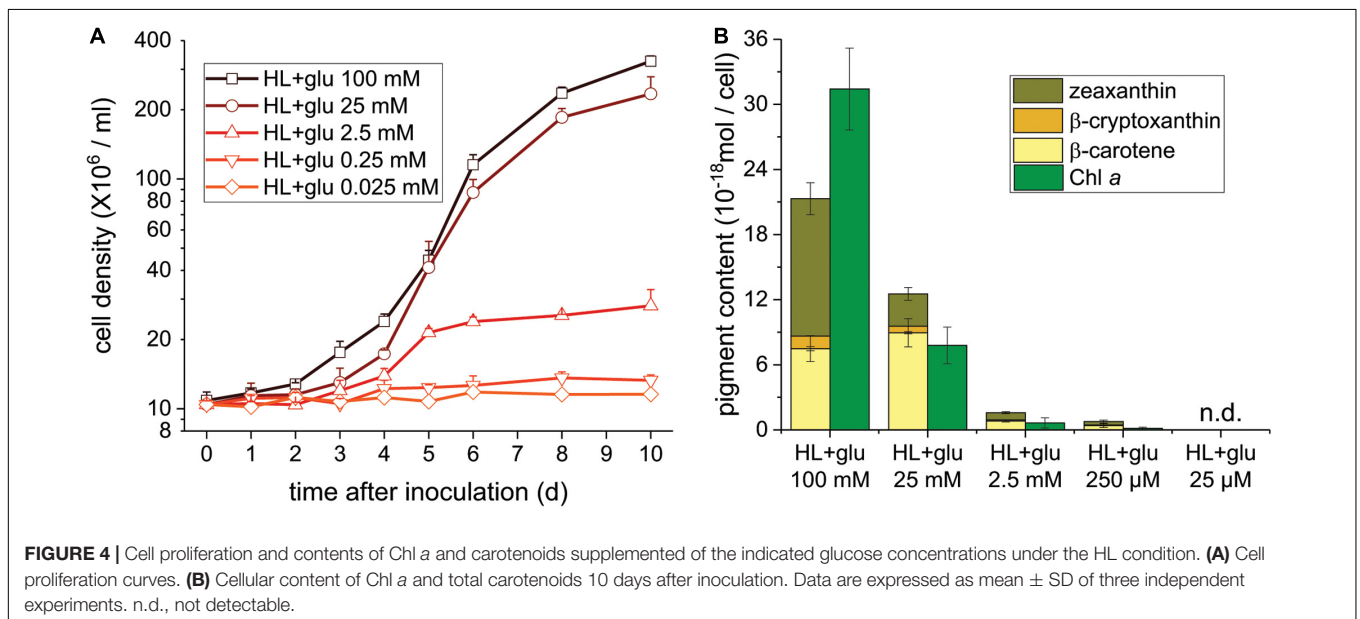 A
400
200
100
80
60
40
20
10
8
cell density (X10⁶ / ml)
HL+glu 100 mM
HL+glu 25 mM
HL+glu 2.5 mM
HL+glu 0.25 mM
HL+glu 0.025 mM
0 1 2 3 4 5 6 7 8 9 10
time after inoculation (d)
B
36
30
24
18
12
6
0
pigment content (10⁻¹⁸mol / cell)
zeaxanthin
β-cryptoxanthin
β-carotene
Chl a
n.d.
HL+glu HL+glu HL+glu HL+glu HL+glu
100 mM 25 mM 2.5 mM 250 µM 25 µM
FIGURE 4 | Cell proliferation and contents of Chl a and carotenoids supplemented of the indicated glucose concentrations under the HL condition. (A) Cell
proliferation curves. (B) Cellular content of Chl a and total carotenoids 10 days after inoculation. Data are expressed as mean ± SD of three independent
experiments. n.d., not detectable.